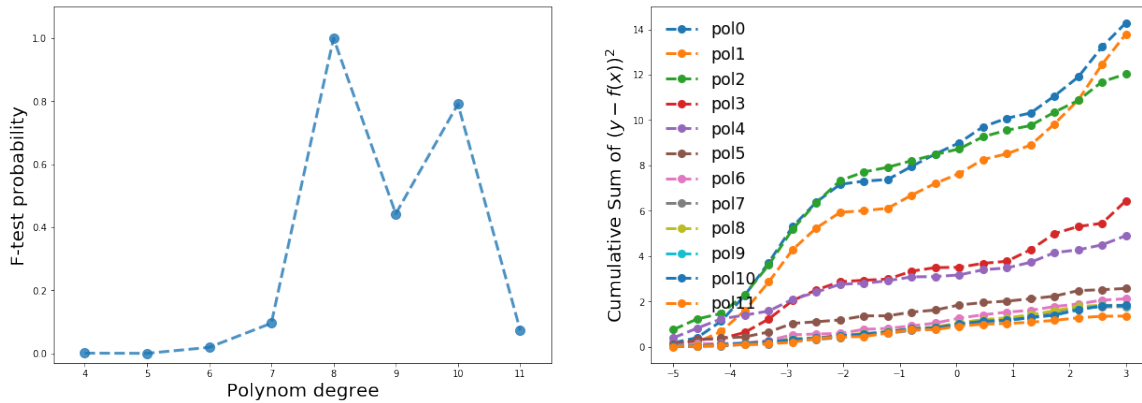 F-test probability
1.0
0.8
0.6
0.4
0.2
0.0
4 5 6 7 8 9 10 11
Polynom degree
Cumulative Sum of (y − f(x))²
14
12
10
8
6
4
2
0
pol0
pol1
pol2
pol3
pol4
pol5
pol6
pol7
pol8
pol9
pol10
pol11
−5 −4 −3 −2 −1 0 1 2 3